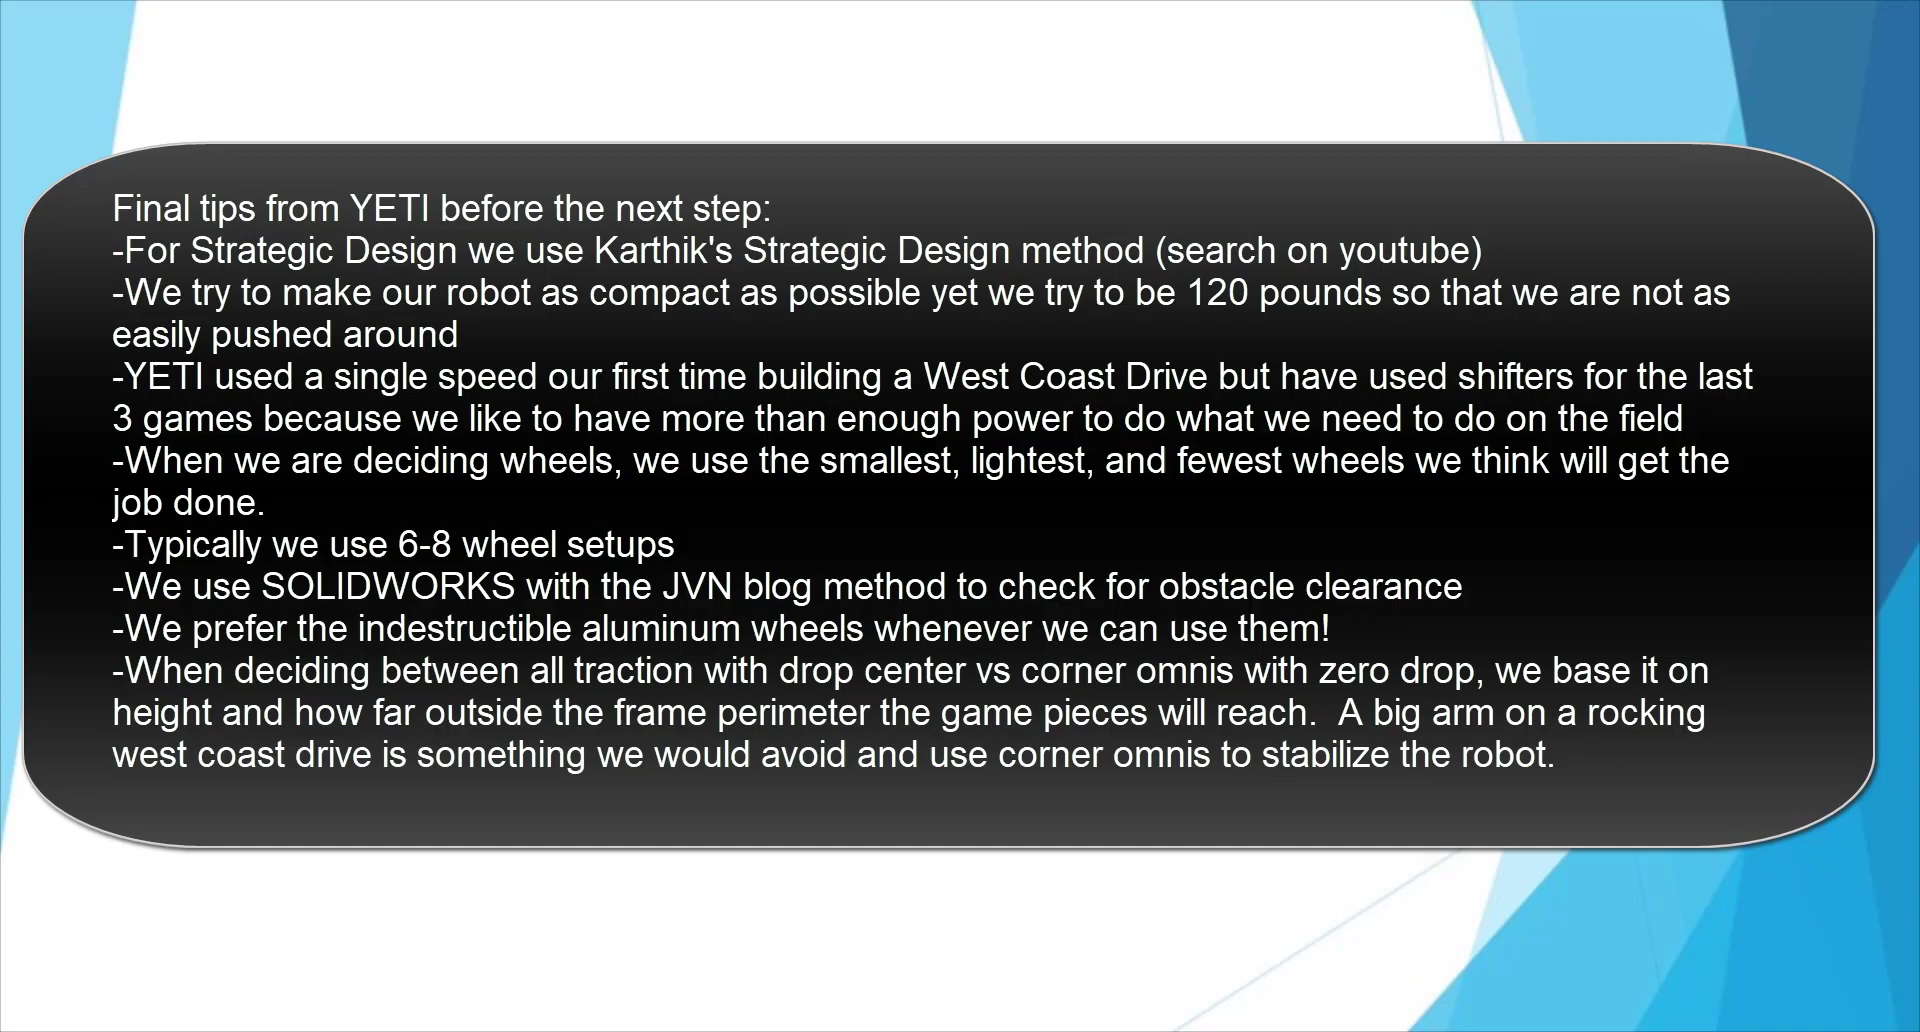 Final tips from YETI before the next step:
-For Strategic Design we use Karthik's Strategic Design method (search on youtube)
-We try to make our robot as compact as possible yet we try to be 120 pounds so that we are not as
easily pushed around
-YETI used a single speed our first time building a West Coast Drive but have used shifters for the last
3 games because we like to have more than enough power to do what we need to do on the field
-When we are deciding wheels, we use the smallest, lightest, and fewest wheels we think will get the
job done.
-Typically we use 6-8 wheel setups
-We use SOLIDWORKS with the JVN blog method to check for obstacle clearance
-We prefer the indestructible aluminum wheels whenever we can use them!
-When deciding between all traction with drop center vs corner omnis with zero drop, we base it on
height and how far outside the frame perimeter the game pieces will reach.  A big arm on a rocking
west coast drive is something we would avoid and use corner omnis to stabilize the robot.